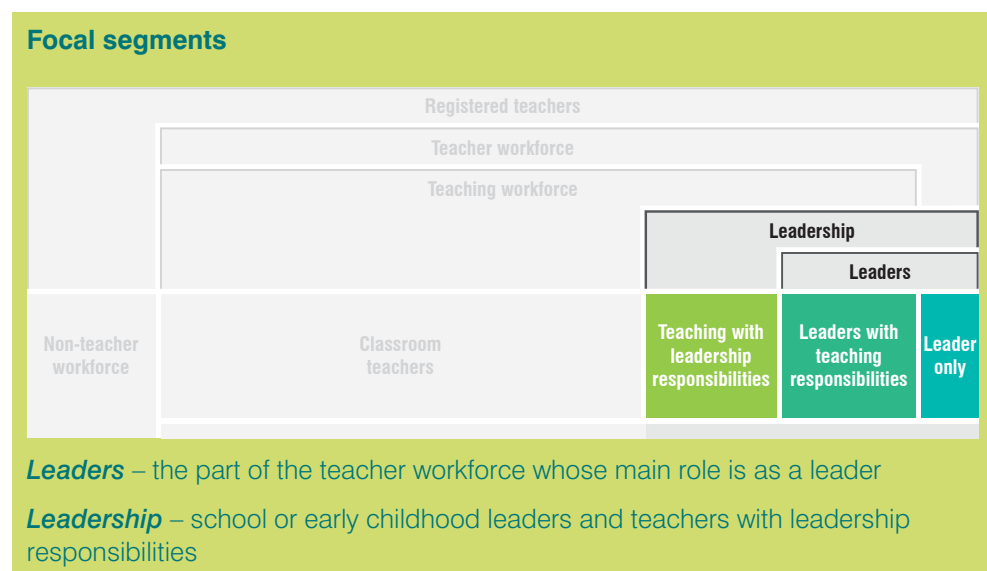 Focal segments
Registered teachers
Teacher workforce
Teaching workforce
Leadership
Leaders
Non-teacher
workforce
Classroom
teachers
Teaching with
leadership
responsibilities
Leaders with
teaching
responsibilities
Leader
only
Leaders – the part of the teacher workforce whose main role is as a leader
Leadership – school or early childhood leaders and teachers with leadership
responsibilities